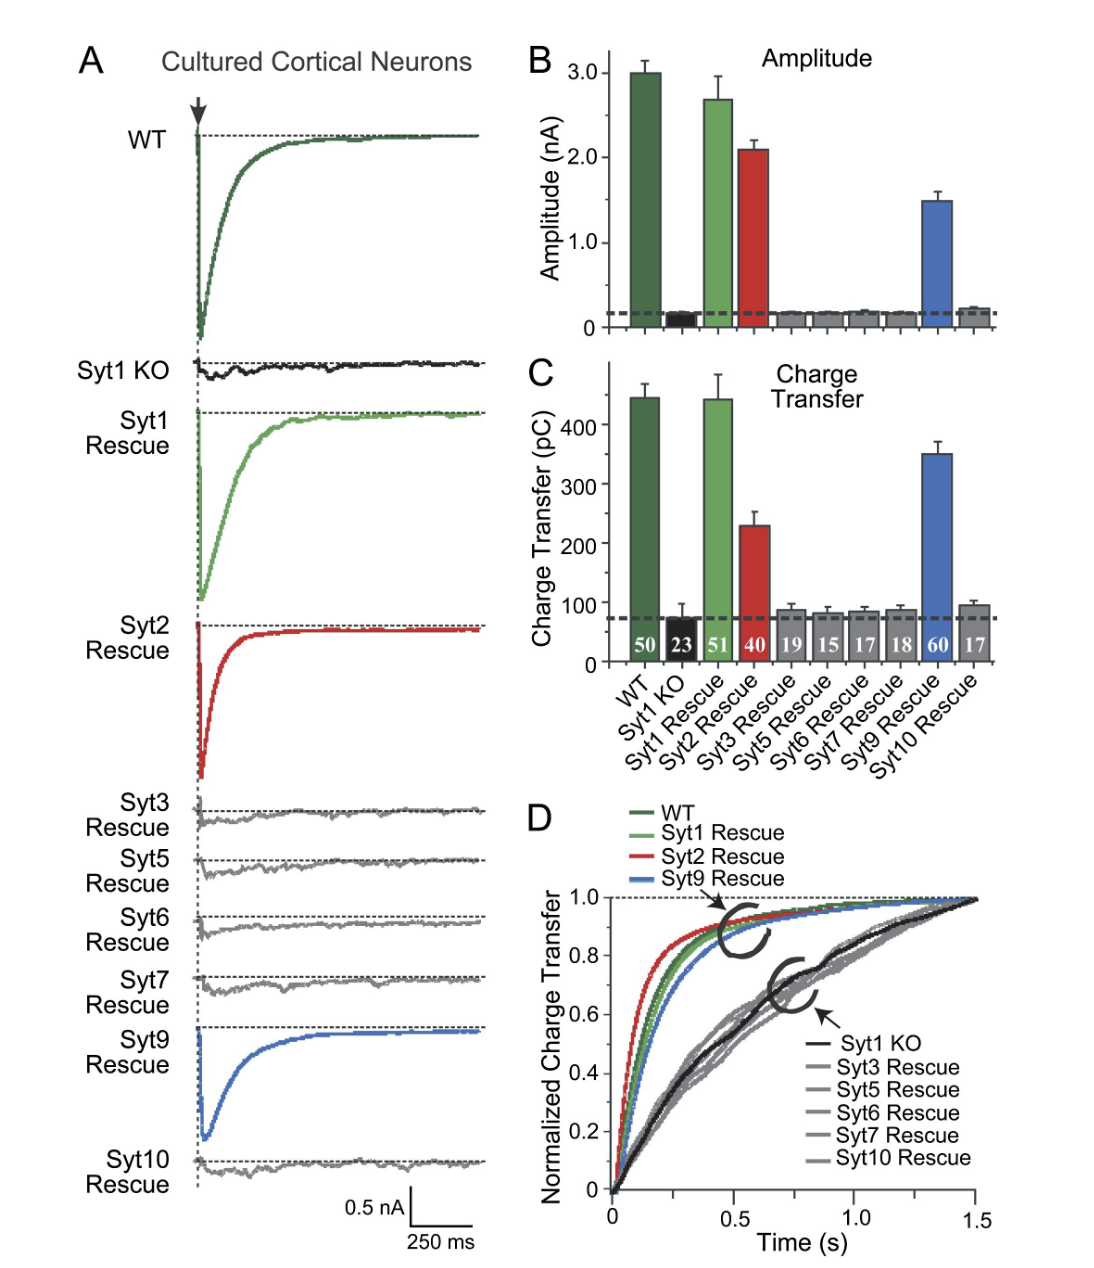 A
Cultured Cortical Neurons
WT
Syt1 KO
Syt1
Rescue
Syt2
Rescue
Syt3
Rescue
Syt5
Rescue
Syt6
Rescue
Syt7
Rescue
Syt9
Rescue
Syt10
Rescue
0.5 nA
250 ms
B
Amplitude
Amplitude (nA)
3.0
2.0
1.0
0
C
Charge
Transfer
Charge Transfer (pC)
400
300
200
100
0
50 23 51 40 19 15 17 18 60 17
WT
Syt1 KO
Syt1 Rescue
Syt2 Rescue
Syt3 Rescue
Syt5 Rescue
Syt6 Rescue
Syt7 Rescue
Syt9 Rescue
Syt10 Rescue
D
WT
Syt1 Rescue
Syt2 Rescue
Syt9 Rescue
Normalized Charge Transfer
1.0
0.8
0.6
0.4
0.2
0
Syt1 KO
Syt3 Rescue
Syt5 Rescue
Syt6 Rescue
Syt7 Rescue
Syt10 Rescue
0 0.5 1.0 1.5
Time (s)